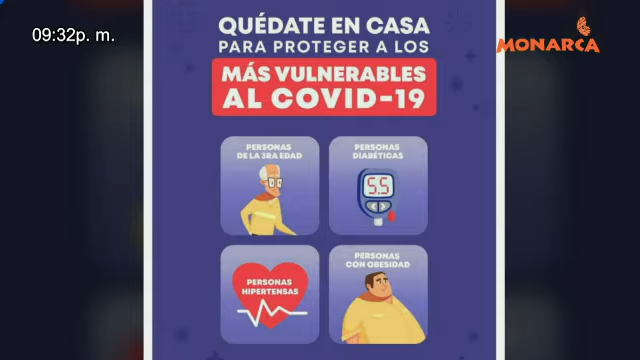 09:32p. m.
MONARCA
QUÉDATE EN CASA
PARA PROTEGER A LOS
MÁS VULNERABLES
AL COVID-19
PERSONAS
DE LA 3RA EDAD
PERSONAS
DIABÉTICAS
5.5
PERSONAS
HIPERTENSAS
PERSONAS
CON OBESIDAD